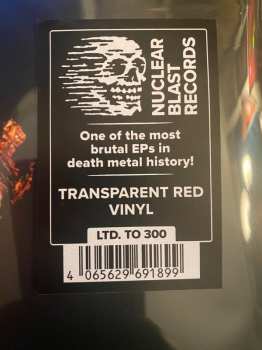 NUCLEAR
BLAST
RECORDS
One of the most
brutal EPs in
death metal history!
TRANSPARENT RED
VINYL
LTD. TO 300
4 065629 691899